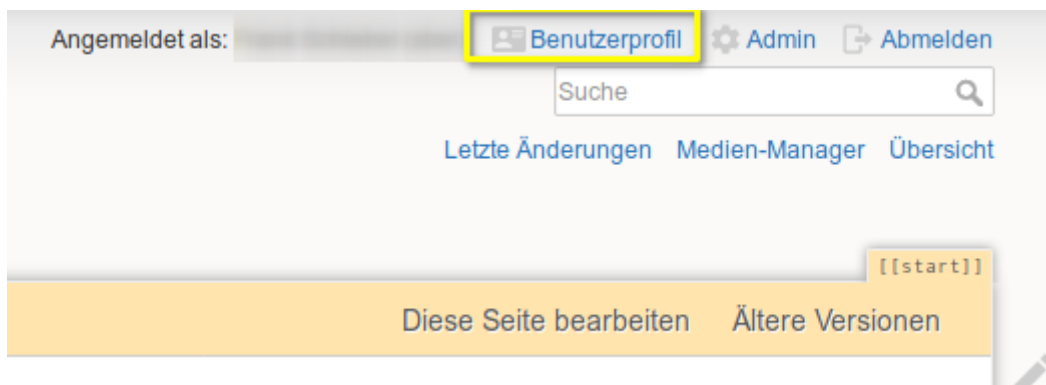 Angemeldet als: Benutzerprofil Admin Abmelden
Suche
Letzte Änderungen Medien-Manager Übersicht
[[start]]
Diese Seite bearbeiten Ältere Versionen